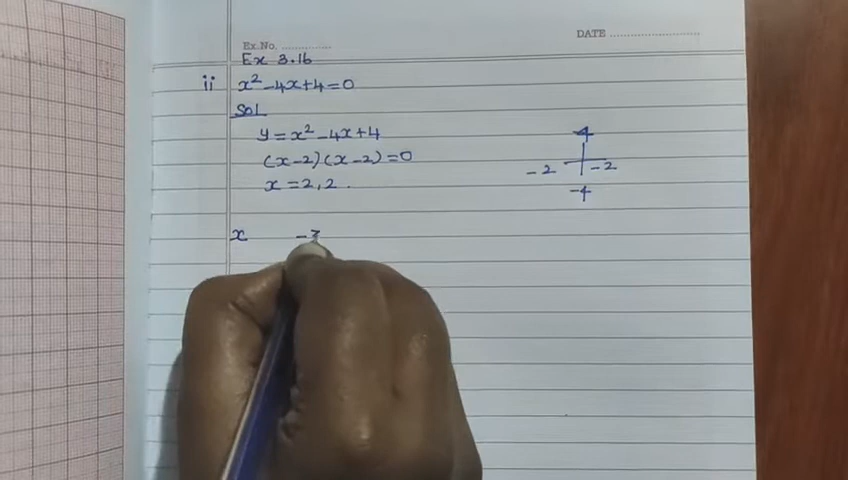 Ex.No. ...............
DATE ..........................
Ex 3.16
ii x² -4x+4=0
Sol
y = x² -4x+4
(x-2)(x-2)=0
x = 2,2.
4
-2 -2
-4
x -3